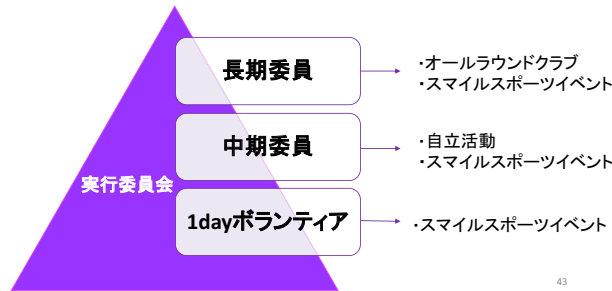 長期委員
・オールラウンドクラブ
・スマイルスポーツイベント
中期委員
・自立活動
・スマイルスポーツイベント
実行委員会
1dayボランティア
・スマイルスポーツイベント
43